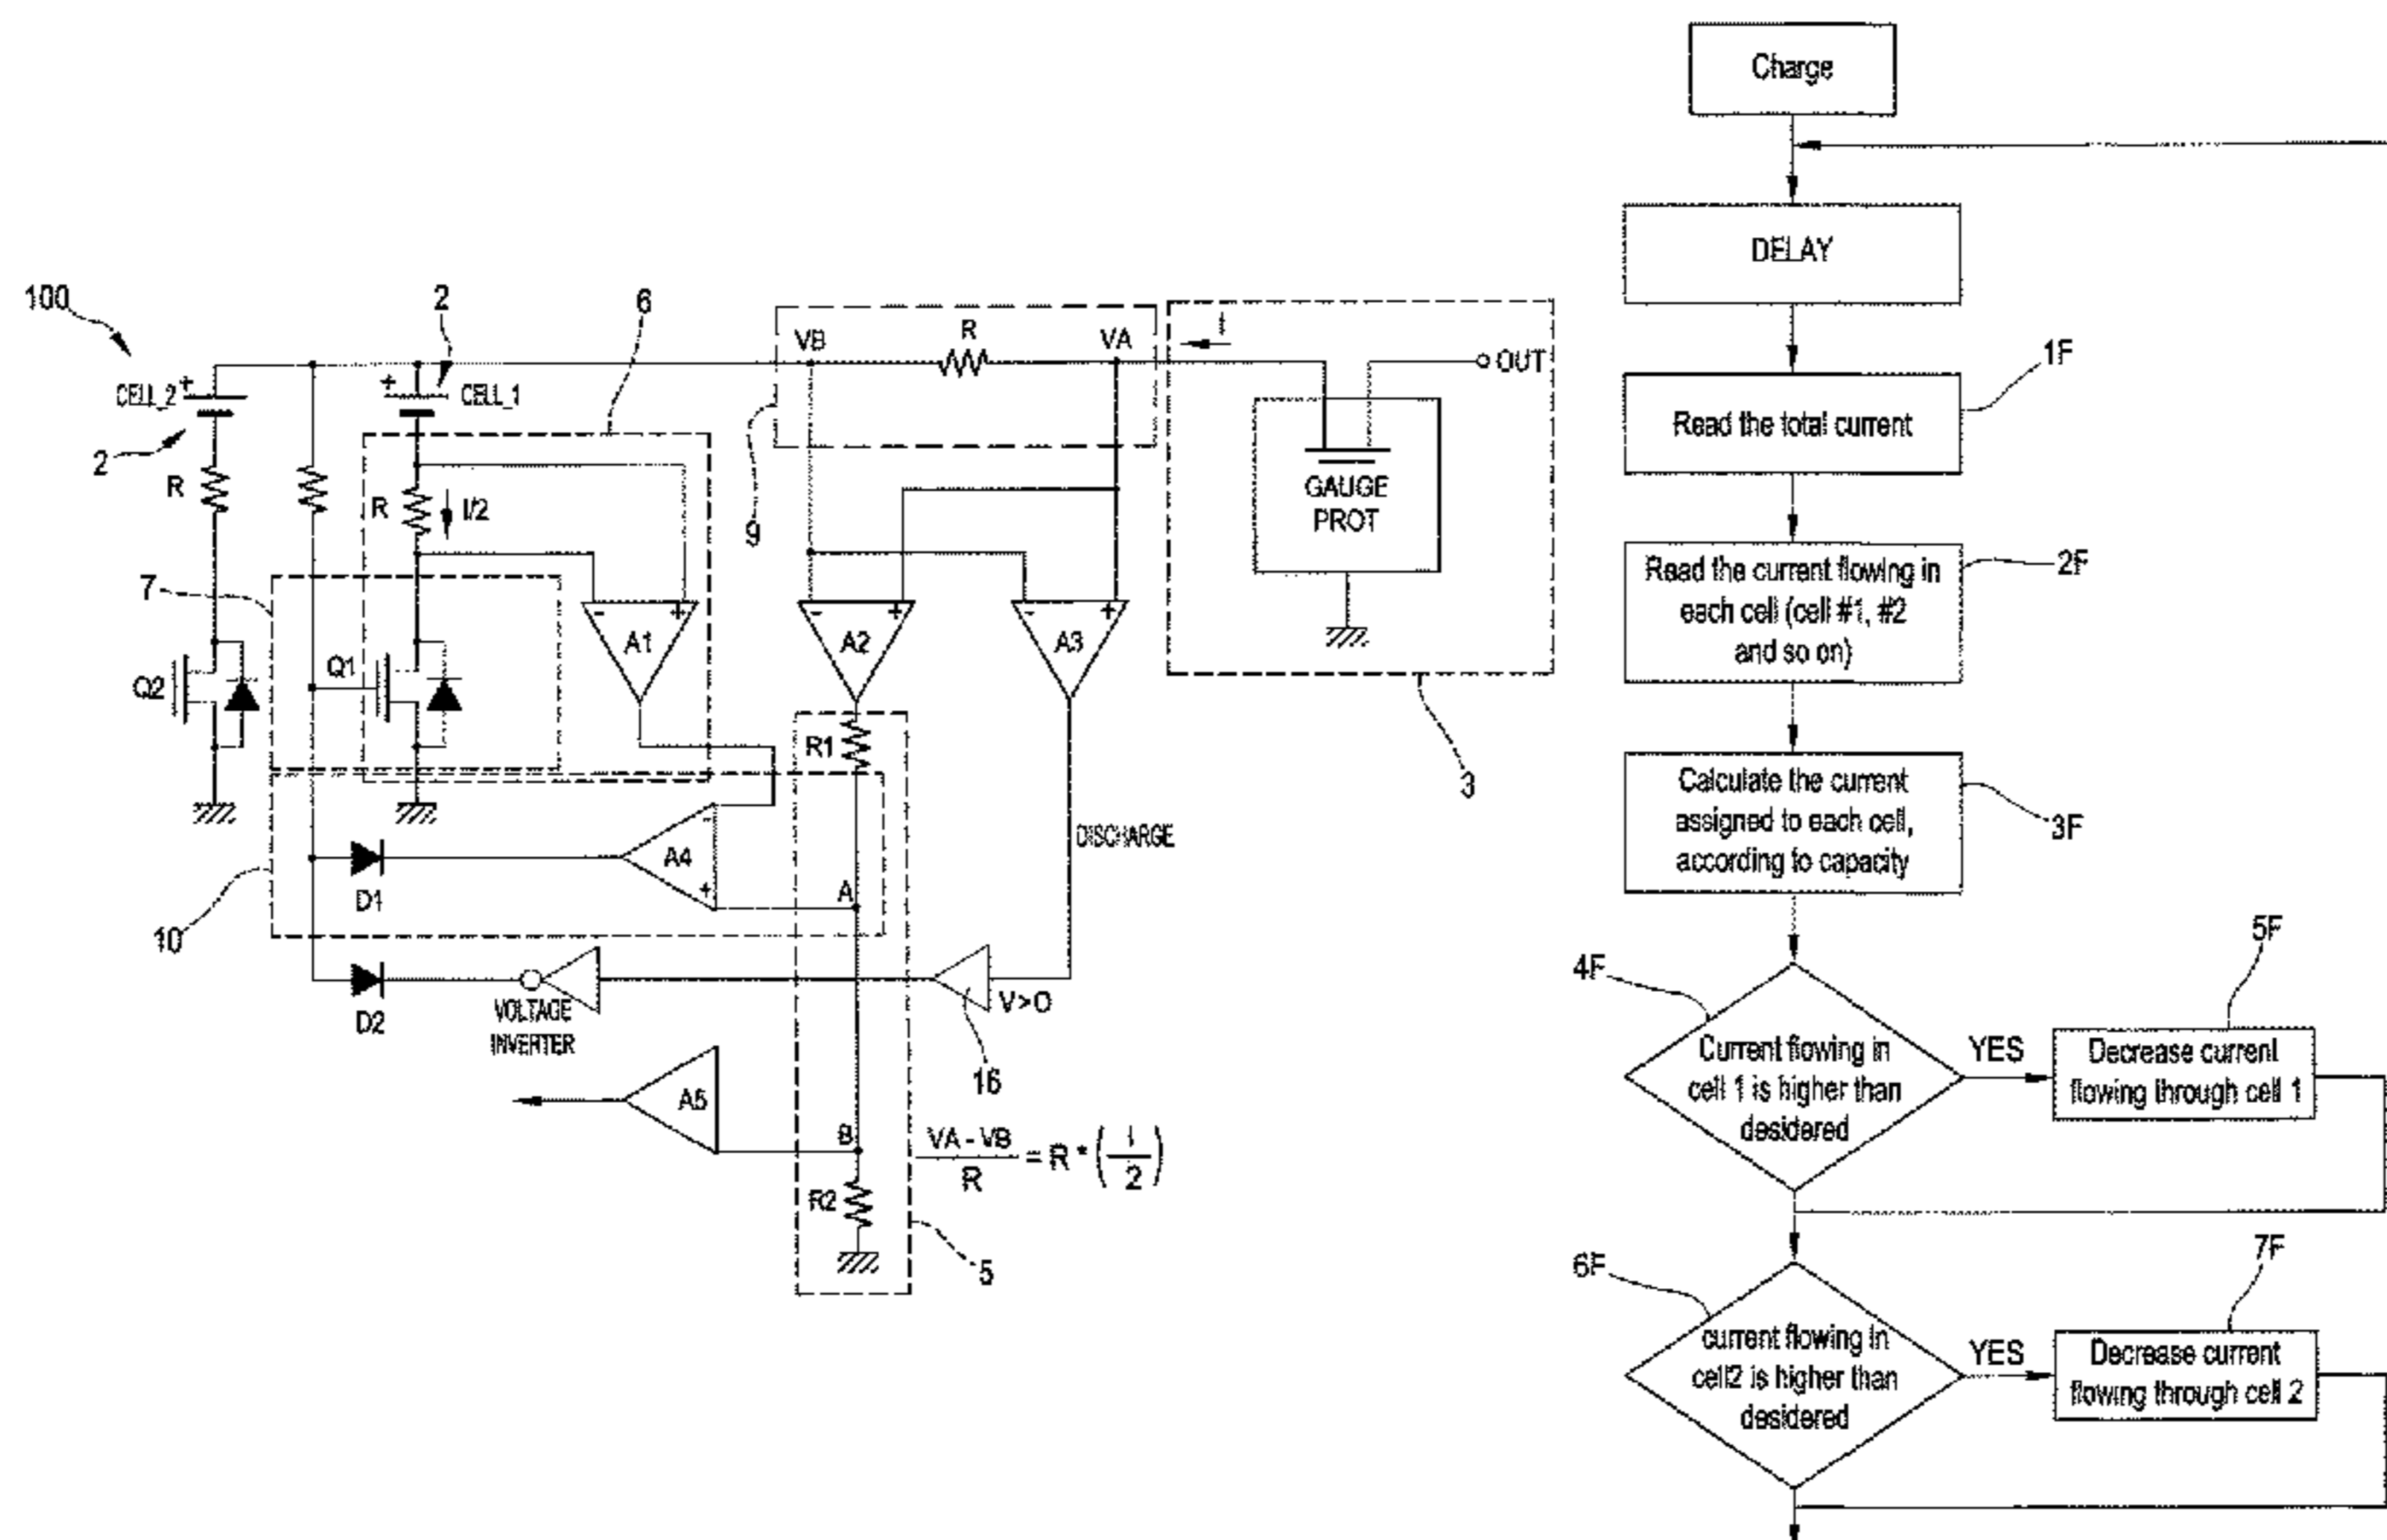 100
CELL_2
+
2
R
+
2
CELL_1
6
R
I/2
7
Q2
Q1
-
+
A1
VB
R
VA
9
-
+
A2
-
+
A3
OUT
GAUGE
PROT
3
R1
DISCHARGE
-
A4
+
A
D1
10
D2
VOLTAGE
INVERTER
V>O
16
A5
B
VA - VB
R
= R * (
2
)
R2
5
Charge
DELAY
1F
Read the total current
2F
Read the current flowing in
each cell (cell #1, #2
and so on)
3F
Calculate the current
assigned to each cell,
according to capacity
4F
Current flowing in
cell 1 is higher than
desidered
YES
5F
Decrease current
flowing through cell 1
6F
current flowing in
cell2 is higher than
desidered
YES
7F
Decrease current
flowing through cell 2